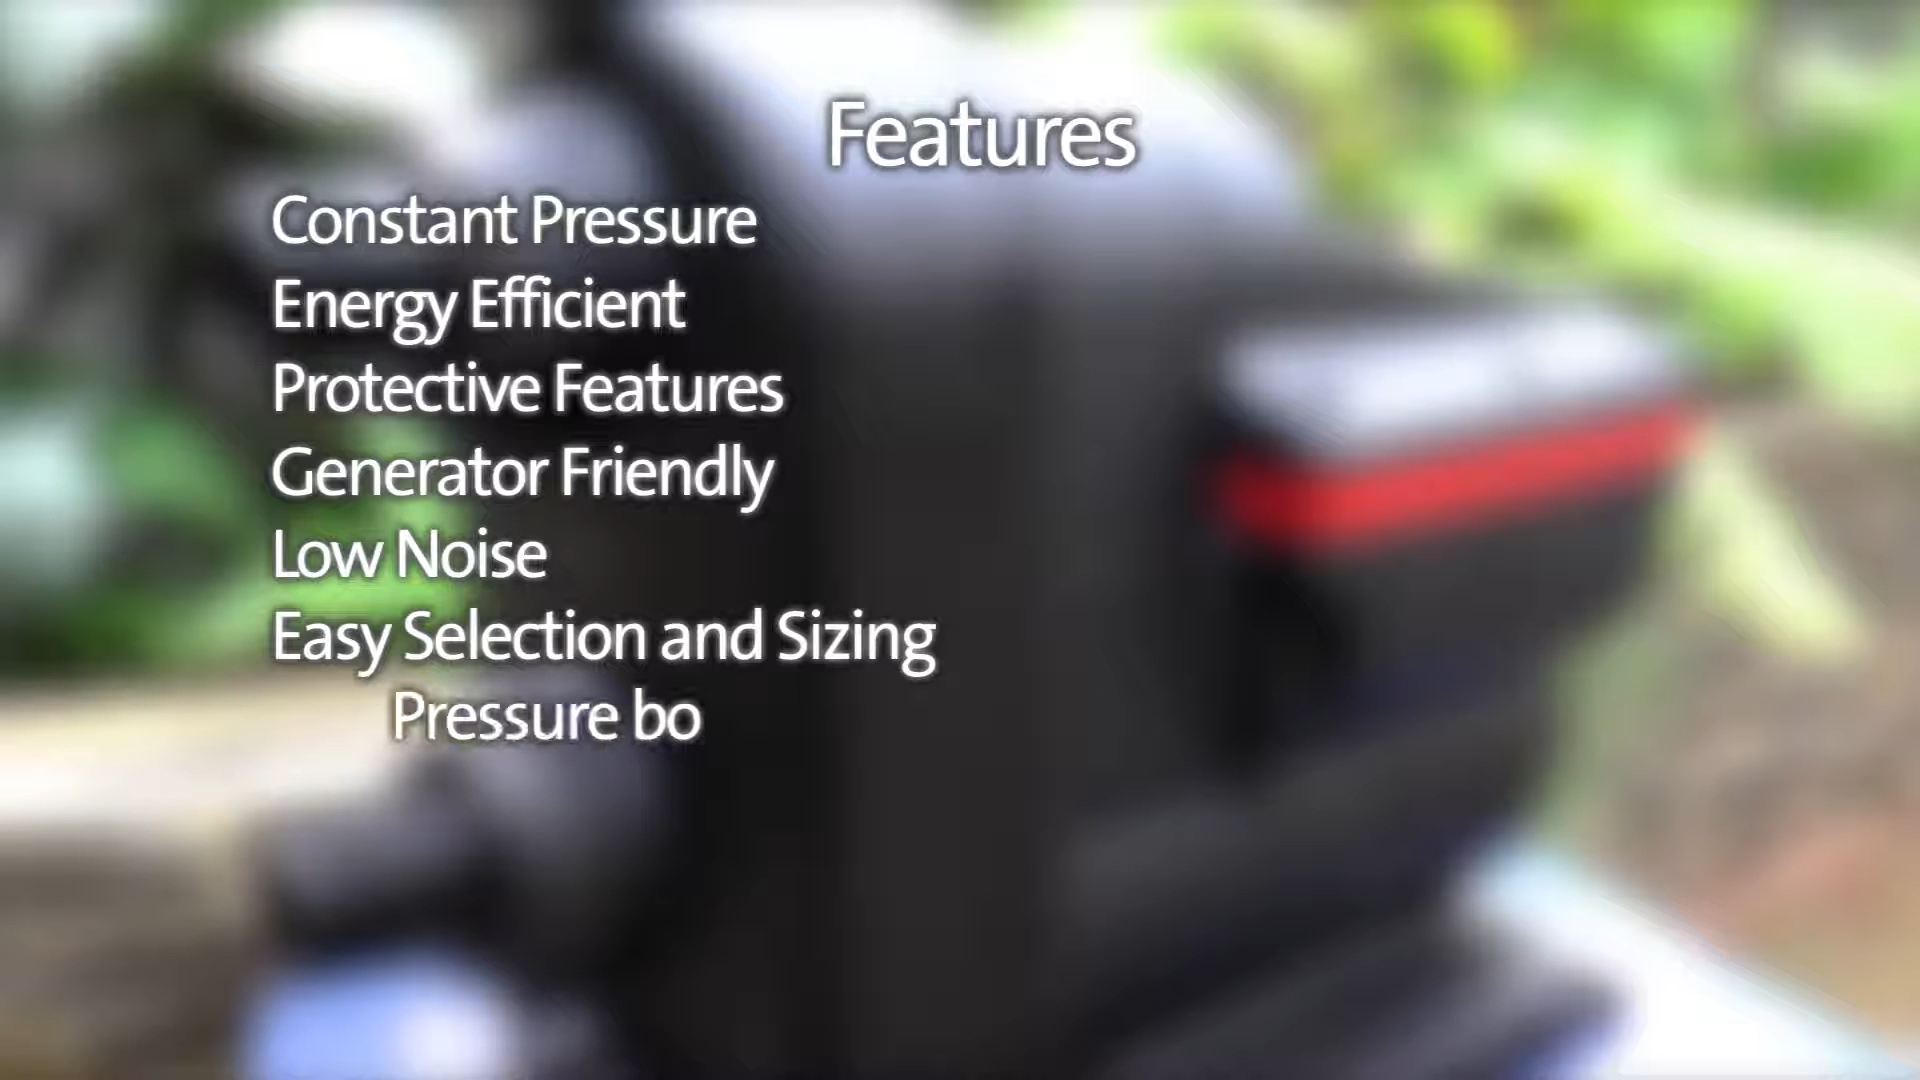 Features
Constant Pressure
Energy Efficient
Protective Features
Generator Friendly
Low Noise
Easy Selection and Sizing
Pressure bo